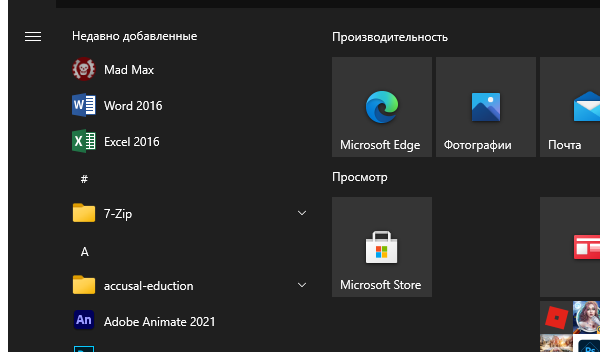 Недавно добавленные
Mad Max
Word 2016
Excel 2016
#
7-Zip
A
accusal-eduction
An Adobe Animate 2021
Производительность
Microsoft Edge
Фотографии
Почта
Просмотр
Microsoft Store
Ps